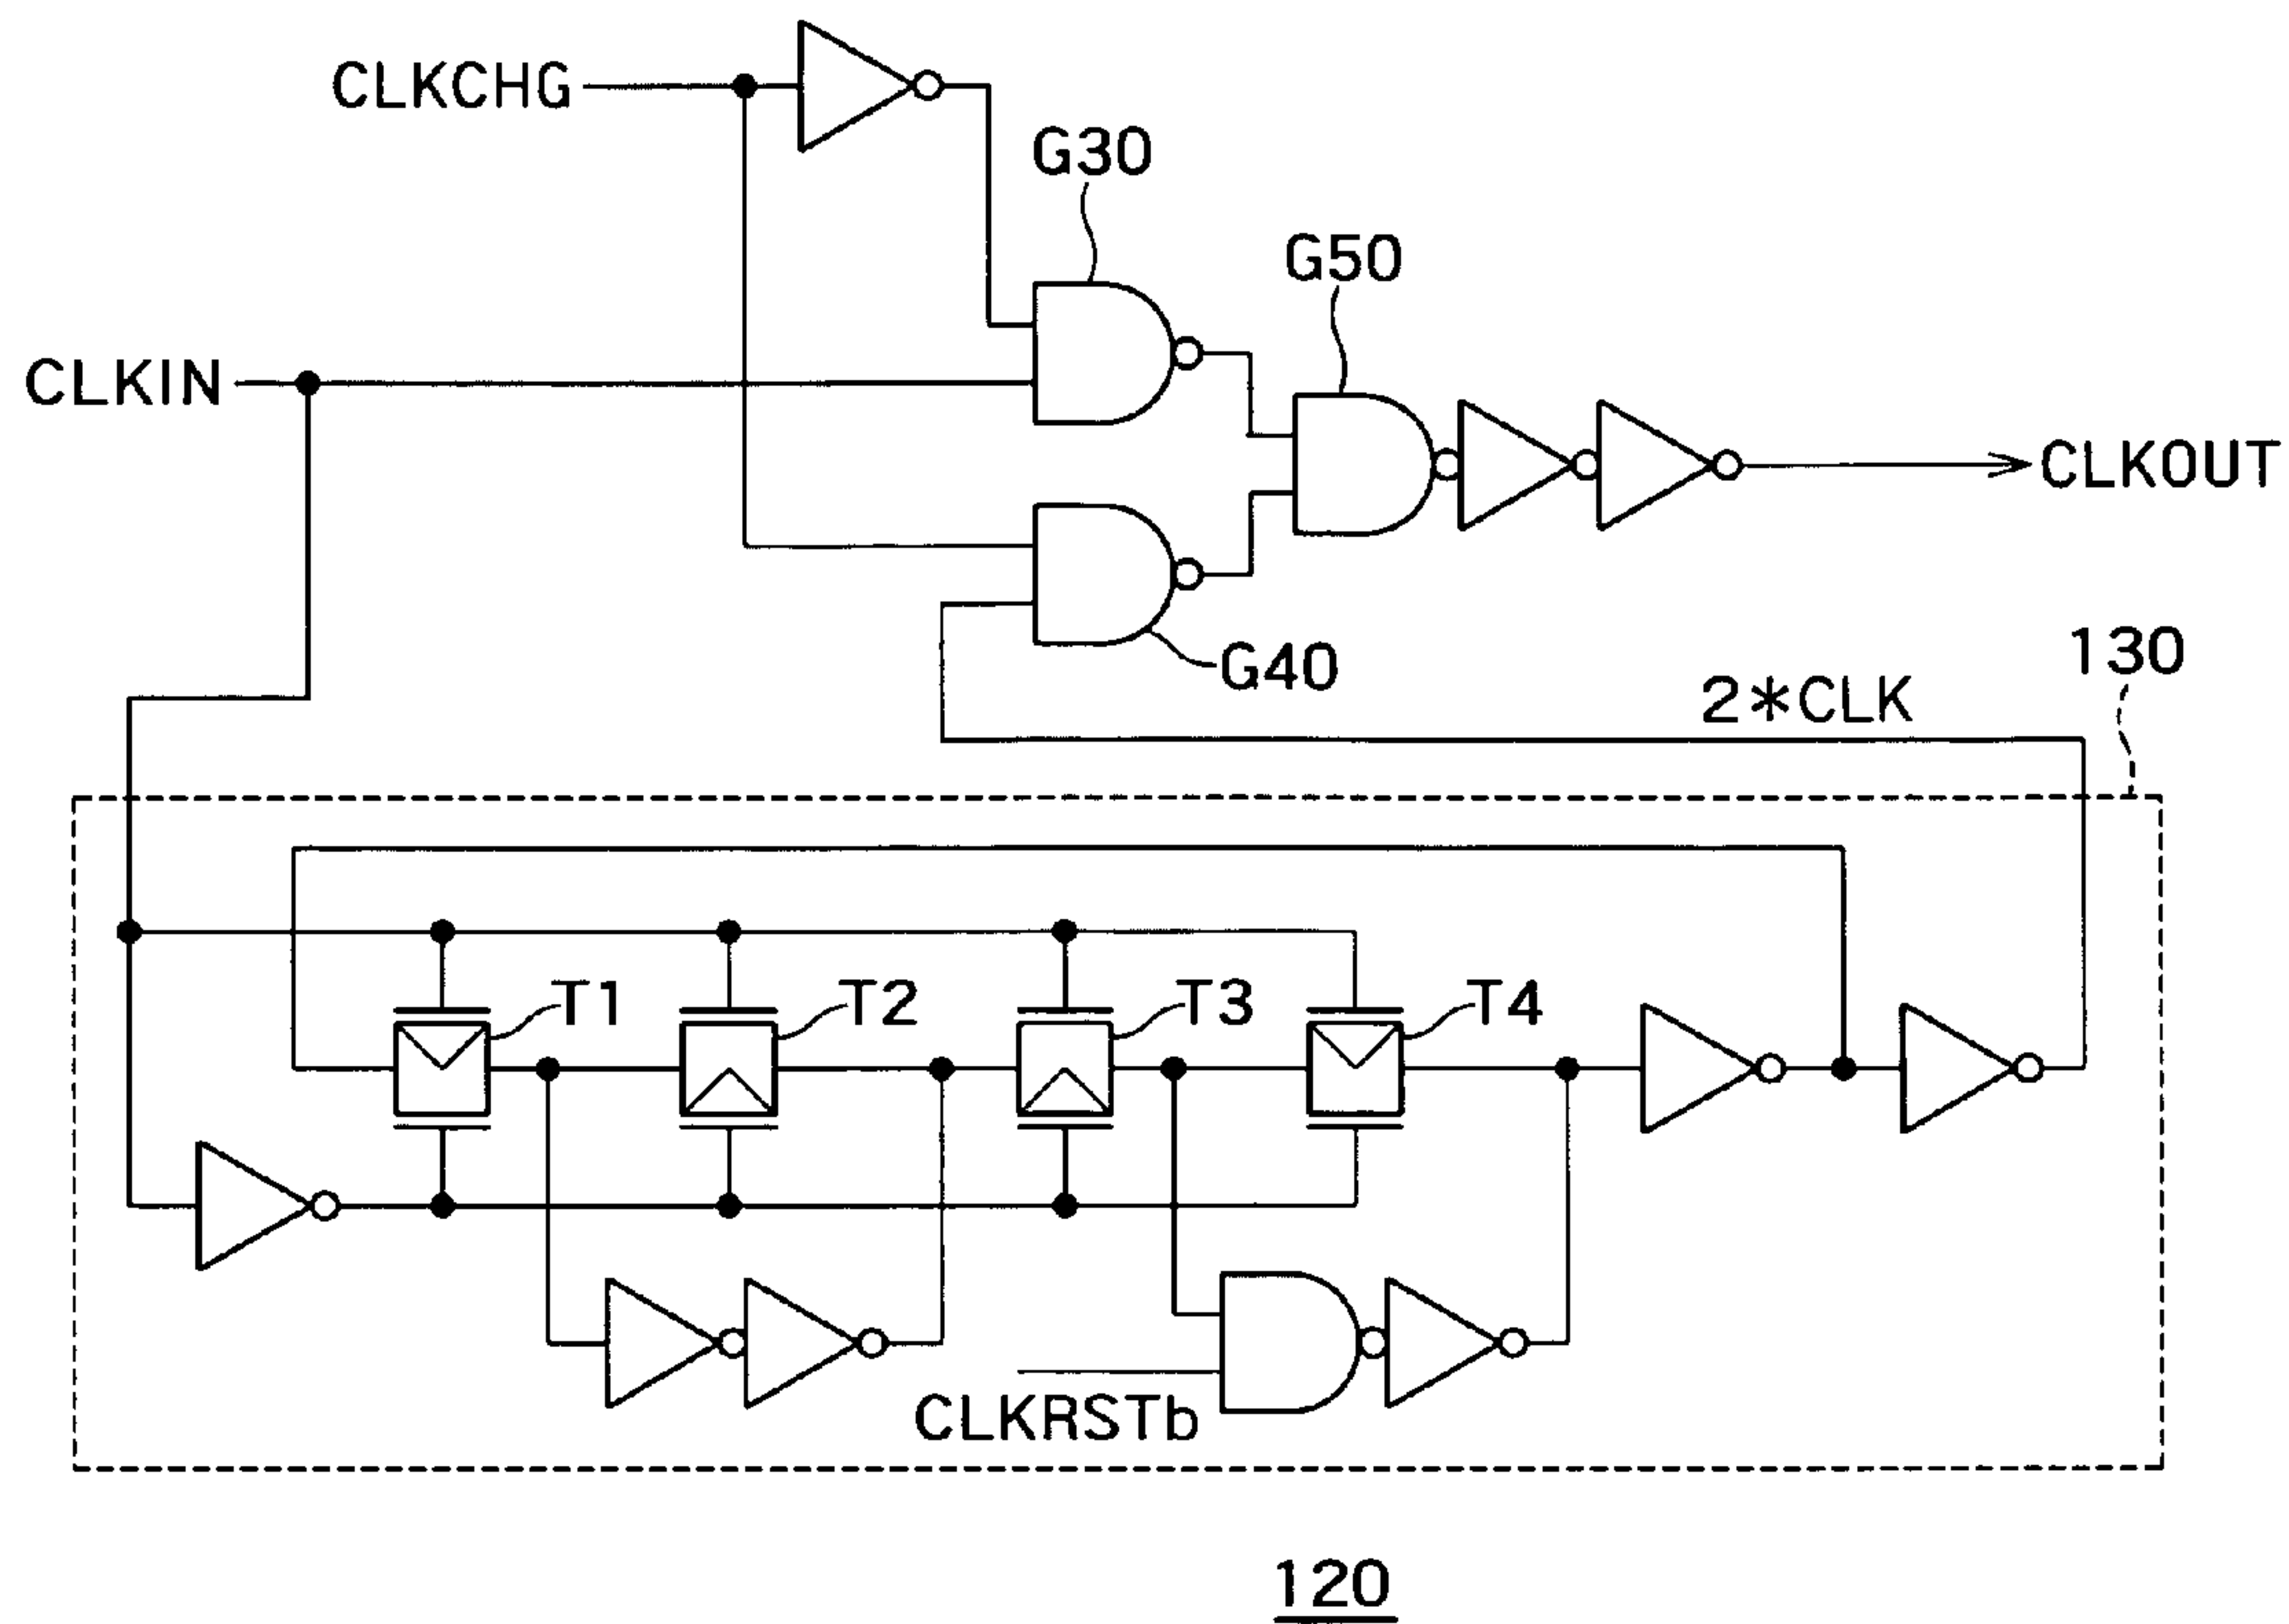 CLKCHG
G30
G50
CLKIN
CLKOUT
G40
130
2*CLK
T1
T2
T3
T4
CLKRSTb
120